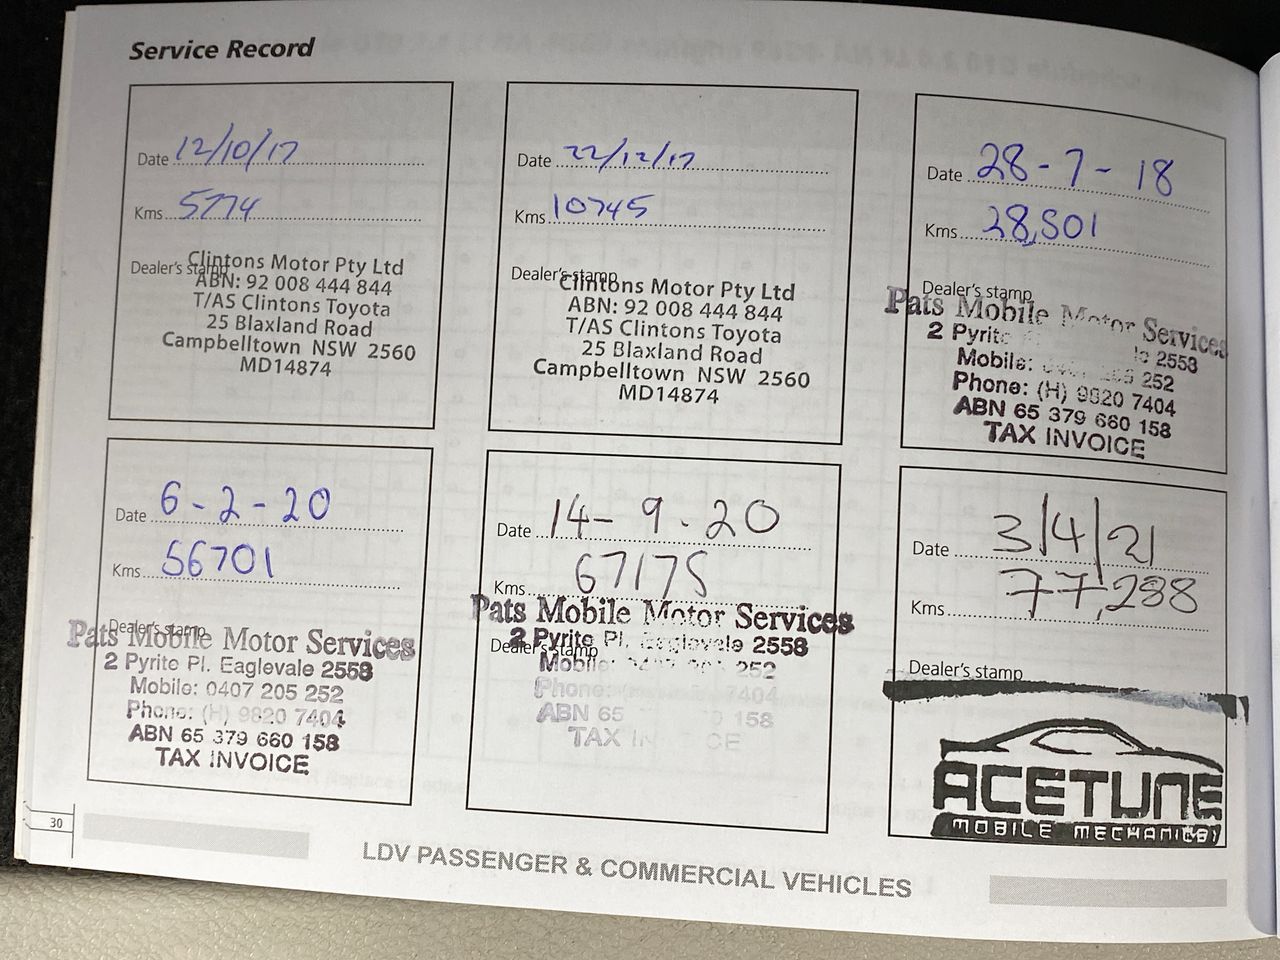 Service Record
Date 12/10/17
Kms 5774
Dealer's stamp
Clintons Motor Pty Ltd
ABN: 92 008 444 844
T/AS Clintons Toyota
25 Blaxland Road
Campbelltown NSW 2560
MD14874
Date 22/12/17
Kms 10745
Dealer's stamp
Clintons Motor Pty Ltd
ABN: 92 008 444 844
T/AS Clintons Toyota
25 Blaxland Road
Campbelltown NSW 2560
MD14874
Date 28-7-18
Kms 28,501
Dealer's stamp
Pats Mobile Motor Services
2 Pyrite 2558
Mobile: 252
Phone: (H) 9820 7404
ABN 65 379 660 158
TAX INVOICE
Date 6-2-20
Kms 56701
Dealer's stamp
Pats Mobile Motor Services
2 Pyrite Pl. Eaglevale 2558
Mobile: 0407 205 252
Phone: (H) 9820 7404
ABN 65 379 660 158
TAX INVOICE
Date 14-9-20
Kms 67175
Pats Mobile Motor Services
2 Pyrite Pl. Eaglevale 2558
Dealer's stamp
Mobile: 252
Phone: 7404
ABN 65 158
TAX
Date 3/4/21
Kms 77,288
Dealer's stamp
ACETUNE
MOBILE MECHANICS
30
LDV PASSENGER & COMMERCIAL VEHICLES